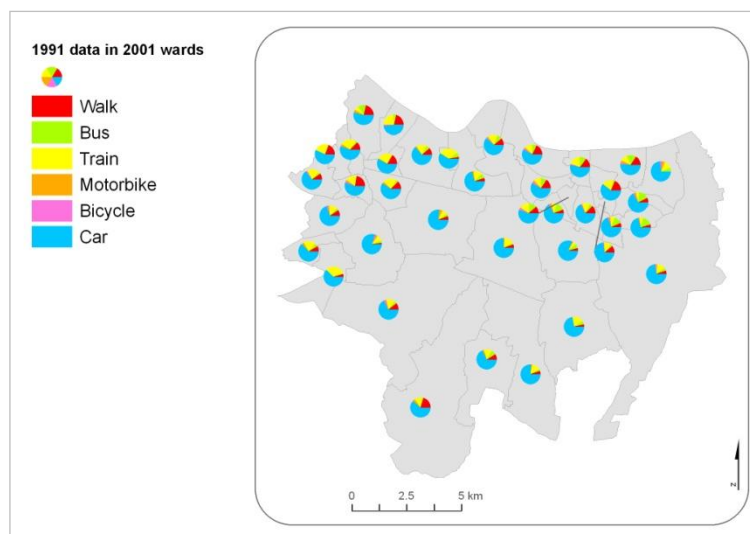 1991 data in 2001 wards
Walk
Bus
Train
Motorbike
Bicycle
Car
0 2.5 5 km
N